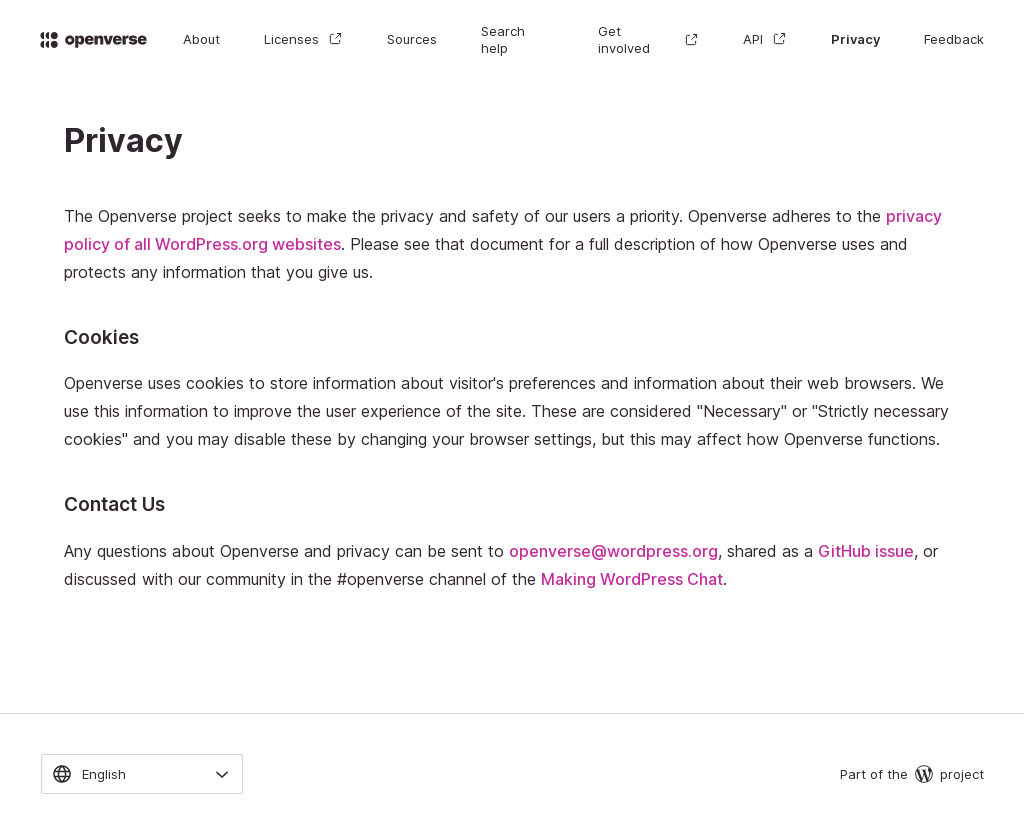 openverse
About
Licenses
Sources
Search
help
Get
involved
API
Privacy
Feedback
Privacy
The Openverse project seeks to make the privacy and safety of our users a priority. Openverse adheres to the privacy
policy of all WordPress.org websites. Please see that document for a full description of how Openverse uses and
protects any information that you give us.
Cookies
Openverse uses cookies to store information about visitor's preferences and information about their web browsers. We
use this information to improve the user experience of the site. These are considered "Necessary" or "Strictly necessary
cookies" and you may disable these by changing your browser settings, but this may affect how Openverse functions.
Contact Us
Any questions about Openverse and privacy can be sent to openverse@wordpress.org, shared as a GitHub issue, or
discussed with our community in the #openverse channel of the Making WordPress Chat.
English
Part of the project